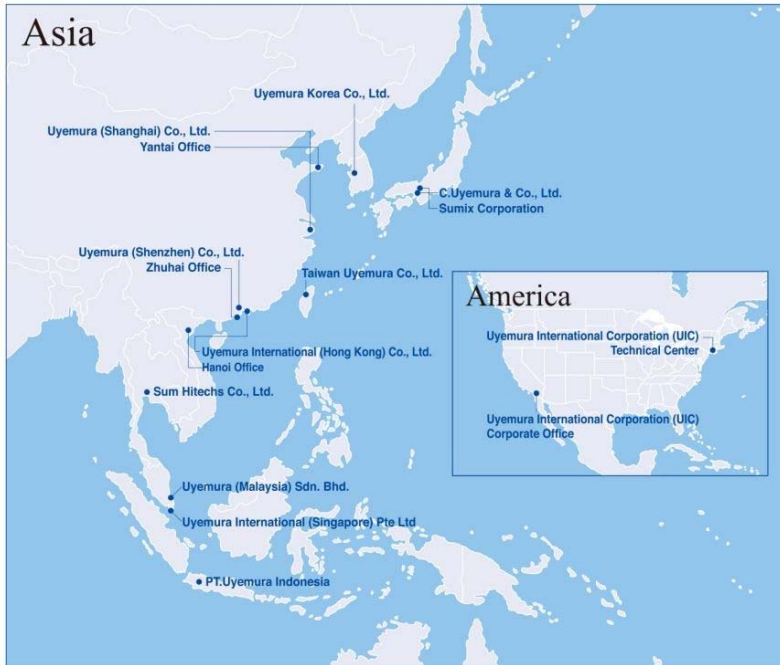 Asia
Uyemura Korea Co., Ltd.
Uyemura (Shanghai) Co., Ltd.
Yantai Office
C.Uyemura & Co., Ltd.
Sumix Corporation
Uyemura (Shenzhen) Co., Ltd.
Zhuhai Office
Taiwan Uyemura Co., Ltd.
Uyemura International (Hong Kong) Co., Ltd.
Hanoi Office
Sum Hitechs Co., Ltd.
Uyemura (Malaysia) Sdn. Bhd.
Uyemura International (Singapore) Pte Ltd
PT.Uyemura Indonesia
America
Uyemura International Corporation (UIC)
Technical Center
Uyemura International Corporation (UIC)
Corporate Office